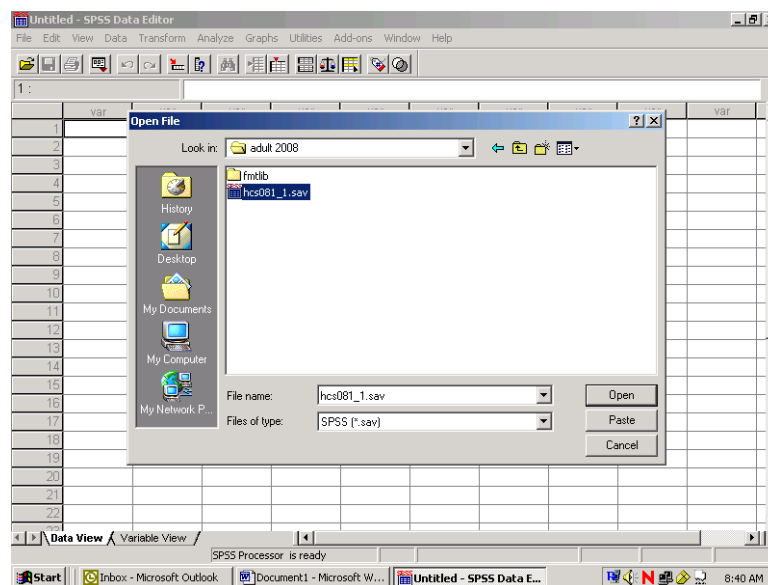 Untitled - SPSS Data Editor
File Edit View Data Transform Analyze Graphs Utilities Add-ons Window Help
1 :
var var
Open File
Look in: adult 2008
fmtlib
hcs081_1.sav
History
Desktop
My Documents
My Computer
My Network P...
File name: hcs081_1.sav Open
Files of type: SPSS (*.sav) Paste
Cancel
1
2
3
4
5
6
7
8
9
10
11
12
13
14
15
16
17
18
19
20
21
22
Data View Variable View
SPSS Processor is ready
Start Inbox - Microsoft Outlook Document1 - Microsoft W... Untitled - SPSS Data E... 8:40 AM